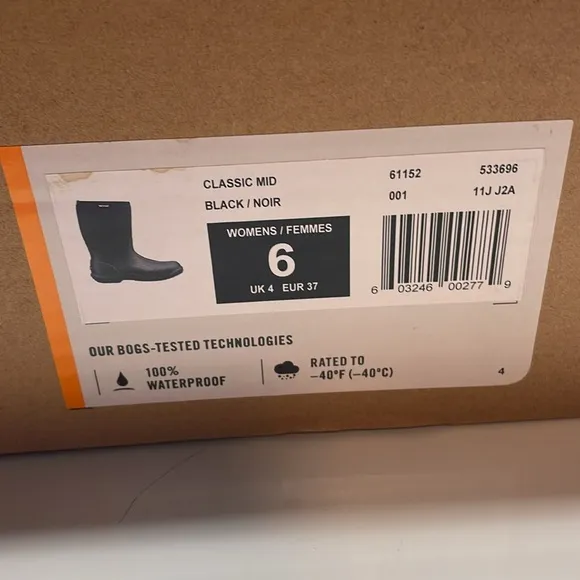 CLASSIC MID
BLACK / NOIR
61152
001
533696
11J J2A
WOMENS / FEMMES
6
UK 4 EUR 37
6 03246 00277 9
OUR BOGS-TESTED TECHNOLOGIES
100%
WATERPROOF
RATED TO
–40°F (–40°C)
4